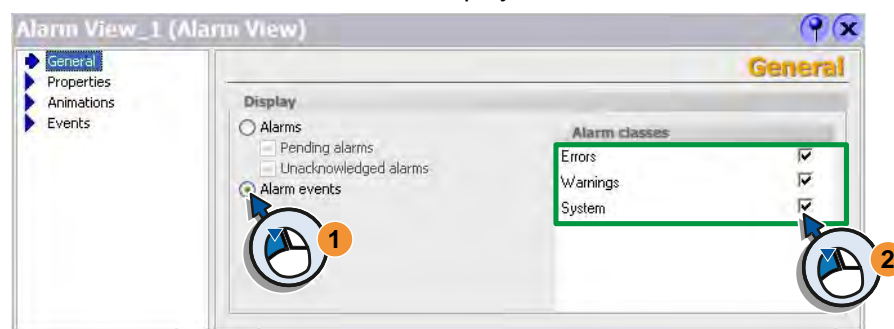 Alarm View_1 (Alarm View)
General
Properties
Animations
Events
General
Display
Alarms
Pending alarms
Unacknowledged alarms
Alarm events
Alarm classes
Errors
Warnings
System
1
2